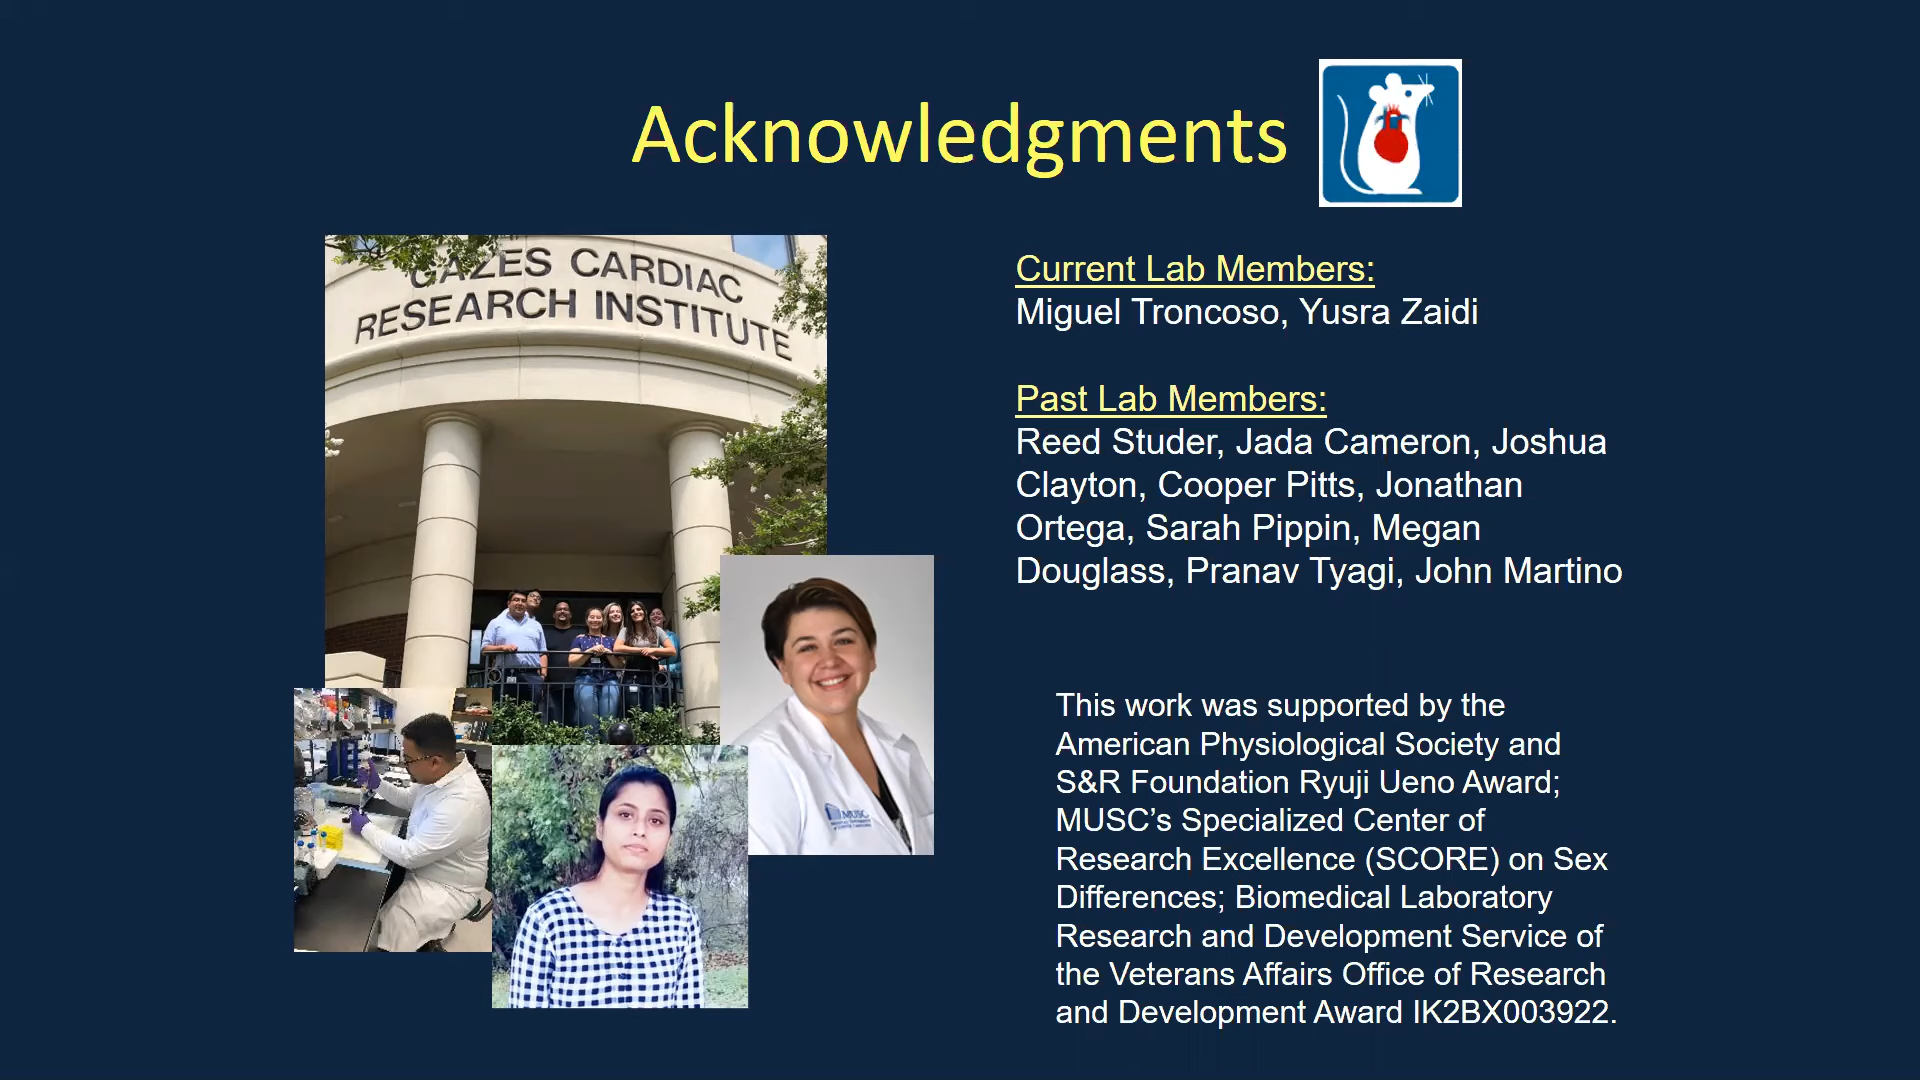 Acknowledgments
GAZES CARDIAC
RESEARCH INSTITUTE
Current Lab Members:
Miguel Troncoso, Yusra Zaidi
Past Lab Members:
Reed Studer, Jada Cameron, Joshua
Clayton, Cooper Pitts, Jonathan
Ortega, Sarah Pippin, Megan
Douglass, Pranav Tyagi, John Martino
MUSC
This work was supported by the
American Physiological Society and
S&R Foundation Ryuji Ueno Award;
MUSC’s Specialized Center of
Research Excellence (SCORE) on Sex
Differences; Biomedical Laboratory
Research and Development Service of
the Veterans Affairs Office of Research
and Development Award IK2BX003922.